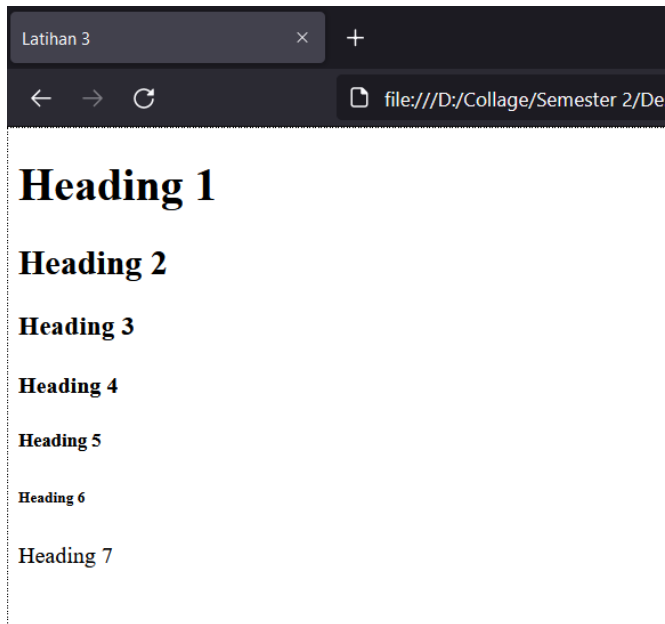 Latihan 3
file:///D:/Collage/Semester 2/De
Heading 1
Heading 2
Heading 3
Heading 4
Heading 5
Heading 6
Heading 7